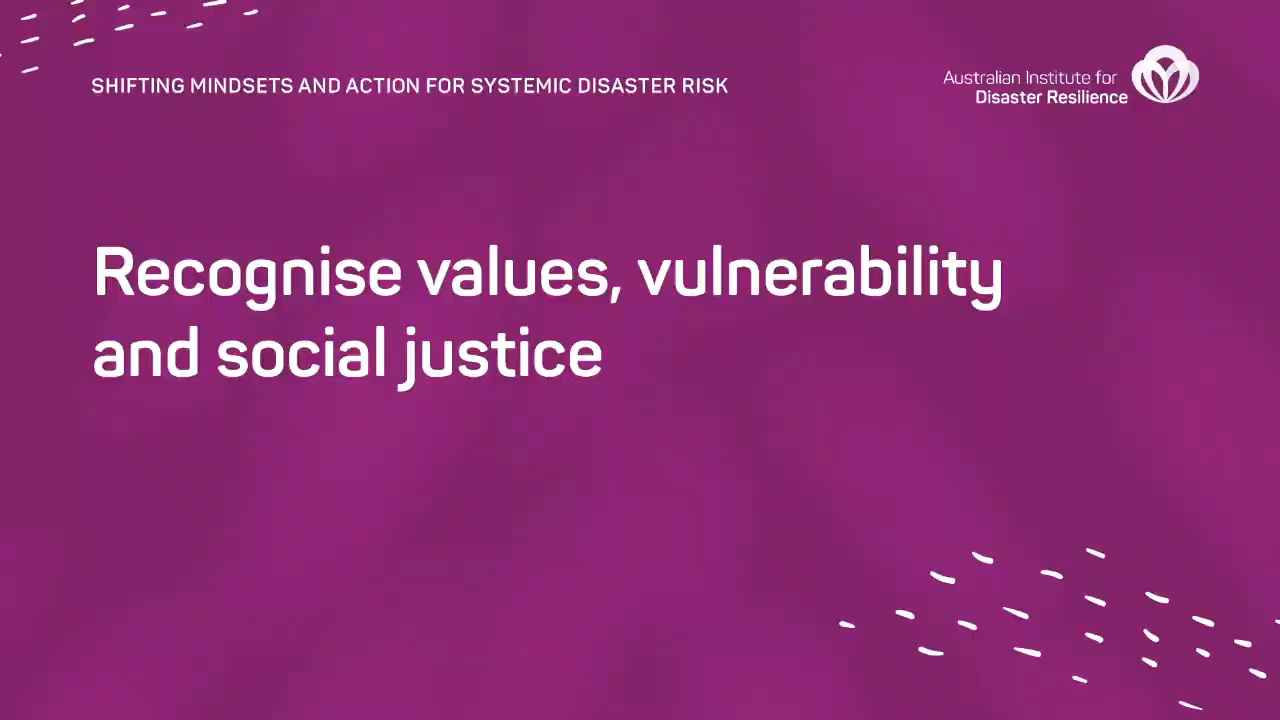 SHIFTING MINDSETS AND ACTION FOR SYSTEMIC DISASTER RISK
Australian Institute for
Disaster Resilience
Recognise values, vulnerability
and social justice